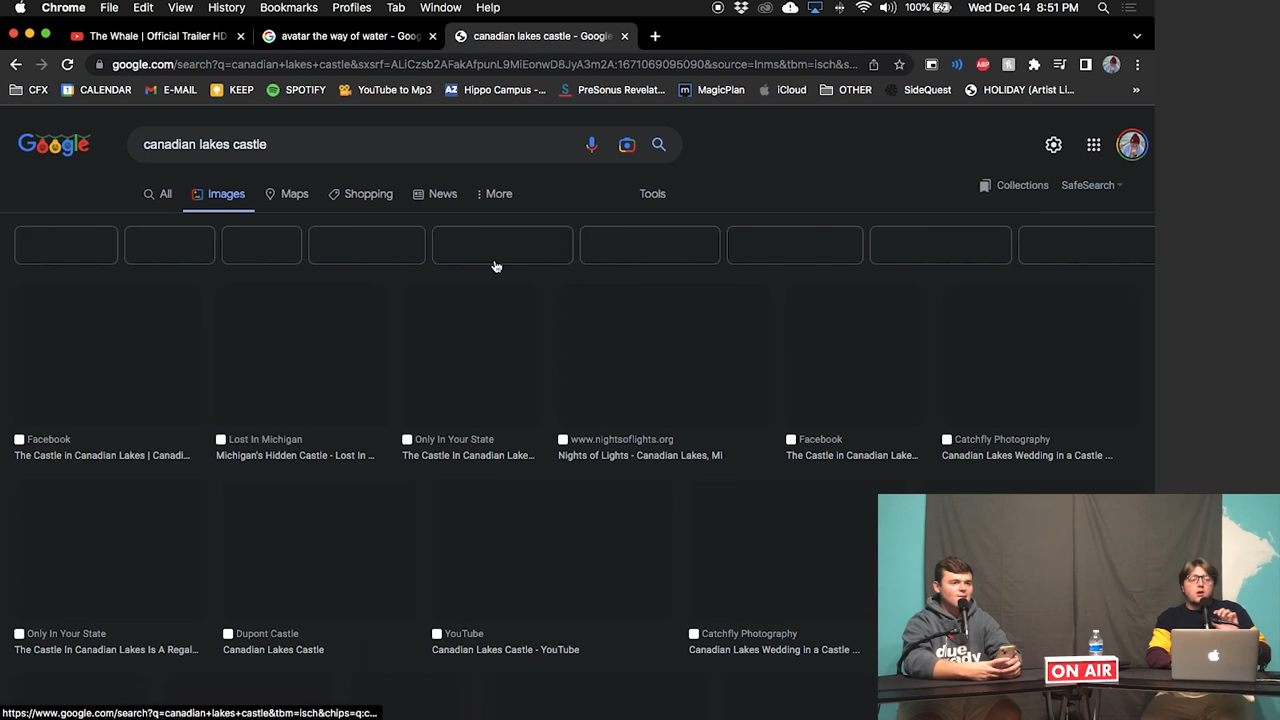 Chrome File Edit View History Bookmarks Profiles Tab Window Help 100% Wed Dec 14 8:51 PM
The Whale | Official Trailer HD avatar the way of water - Goog canadian lakes castle - Google
google.com/search?q=canadian+lakes+castle&sxsrf=ALiCzsb2AFakAfpunL9MiEonwD8JyA3m2A:1671069095090&source=lnms&tbm=isch&s...
CFX CALENDAR E-MAIL KEEP SPOTIFY YouTube to Mp3 Hippo Campus -... PreSonus Revelat... MagicPlan iCloud OTHER SideQuest HOLIDAY (Artist Li... »
Google canadian lakes castle
All Images Maps Shopping News More Tools Collections SafeSearch
Facebook Lost In Michigan Only In Your State www.nightsoflights.org Facebook Catchfly Photography
The Castle in Canadian Lakes | Canadi... Michigan's Hidden Castle - Lost In ... The Castle In Canadian Lake... Nights of Lights - Canadian Lakes, Mi The Castle in Canadian Lake... Canadian Lakes Wedding in a Castle ...
Only In Your State Dupont Castle YouTube Catchfly Photography
The Castle In Canadian Lakes Is A Regal... Canadian Lakes Castle Canadian Lakes Castle - YouTube Canadian Lakes Wedding in a Castle ...
ON AIR
https://www.google.com/search?q=canadian+lakes+castle&tbm=isch&chips=q:c...